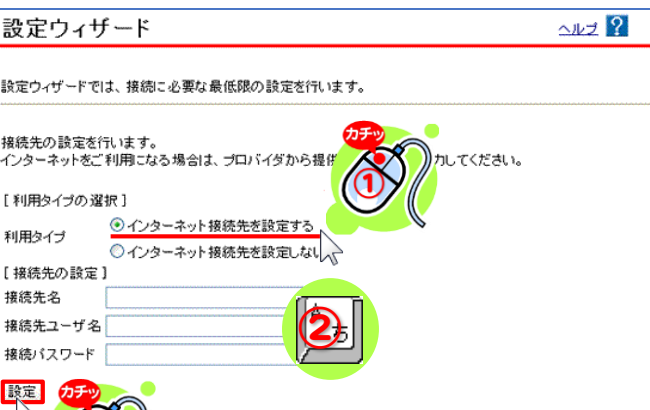 設定ウィザード
ヘルプ ?
設定ウィザードでは、接続に必要な最低限の設定を行います。
接続先の設定を行います。
カチッ
インターネットをご利用になる場合は、プロバイダから提供 力してください。
①
[ 利用タイプの選択 ]
利用タイプ
インターネット接続先を設定する
インターネット接続先を設定しない
[ 接続先の設定 ]
接続先名
接続先ユーザ名
接続パスワード
A
あ
②
設定
カチッ